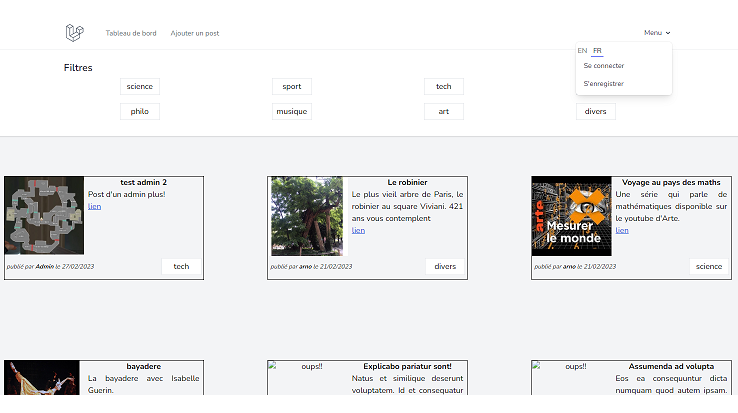 Tableau de bord
Ajouter un post
Menu
EN FR
Se connecter
S'enregistrer
Filtres
science
sport
tech
philo
musique
art
divers
test admin 2
Post d'un admin plus!
lien
publié par Admin le 27/02/2023
tech
Le robinier
Le plus vieil arbre de Paris, le
robinier au square Viviani. 421
ans vous contemplent
lien
publié par arno le 21/02/2023
divers
arte
Mesurer
le monde
Voyage au pays des maths
Une série qui parle de
mathématiques disponible sur
le youtube d'Arte.
lien
publié par arno le 21/02/2023
science
bayadere
La bayadere avec Isabelle
Guerin.
oups!!
Explicabo pariatur sunt!
Natus et similique deserunt
voluptatem. Id et consequatur
oups!!
Assumenda ad volupta
Eos ea consequuntur dicta
numquam quod autem ipsam.